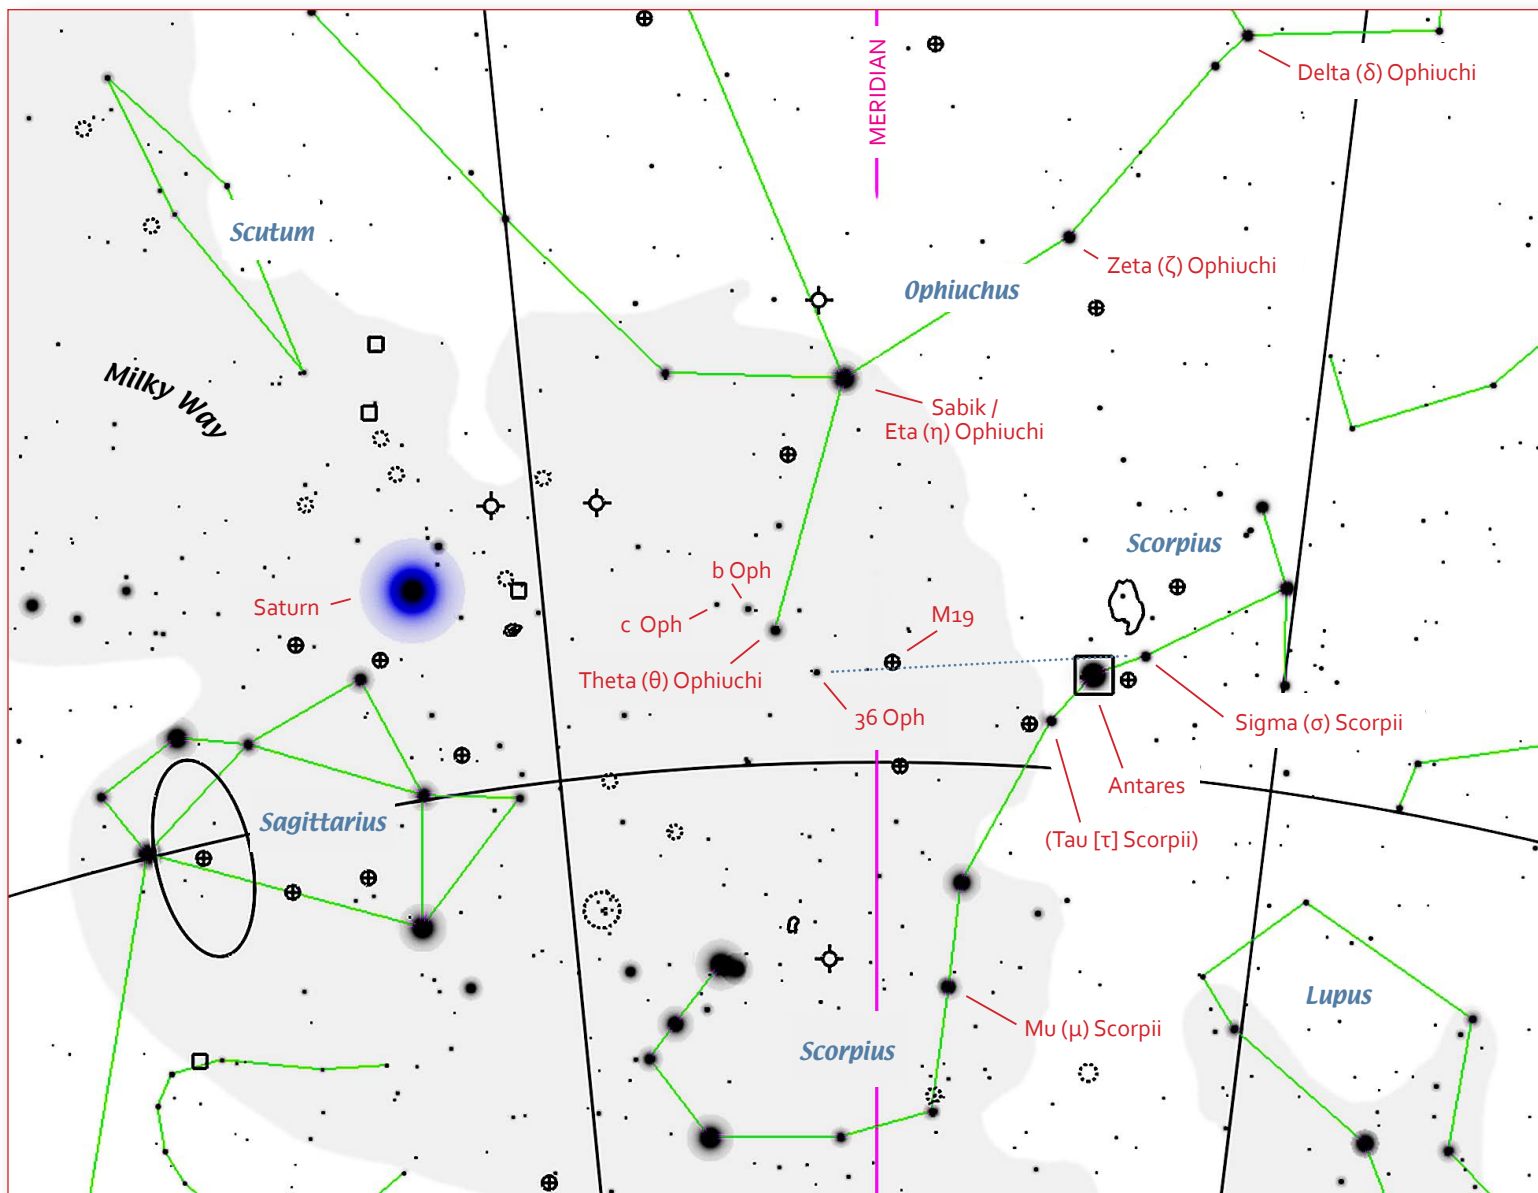 MERIDIAN
Delta (δ) Ophiuchi
Scutum
Zeta (ζ) Ophiuchi
Ophiuchus
Milky Way
Sabik /
Eta (η) Ophiuchi
Scorpius
b Oph
Saturn
c Oph
M19
Theta (θ) Ophiuchi
36 Oph
Sigma (σ) Scorpii
Antares
Sagittarius
(Tau [τ] Scorpii)
Lupus
Mu (μ) Scorpii
Scorpius